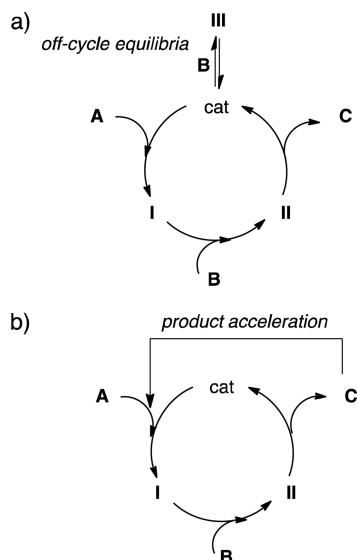 a)
III
off-cycle equilibria
B
A
cat
C
I
II
B
b)
product acceleration
A
cat
C
I
II
B